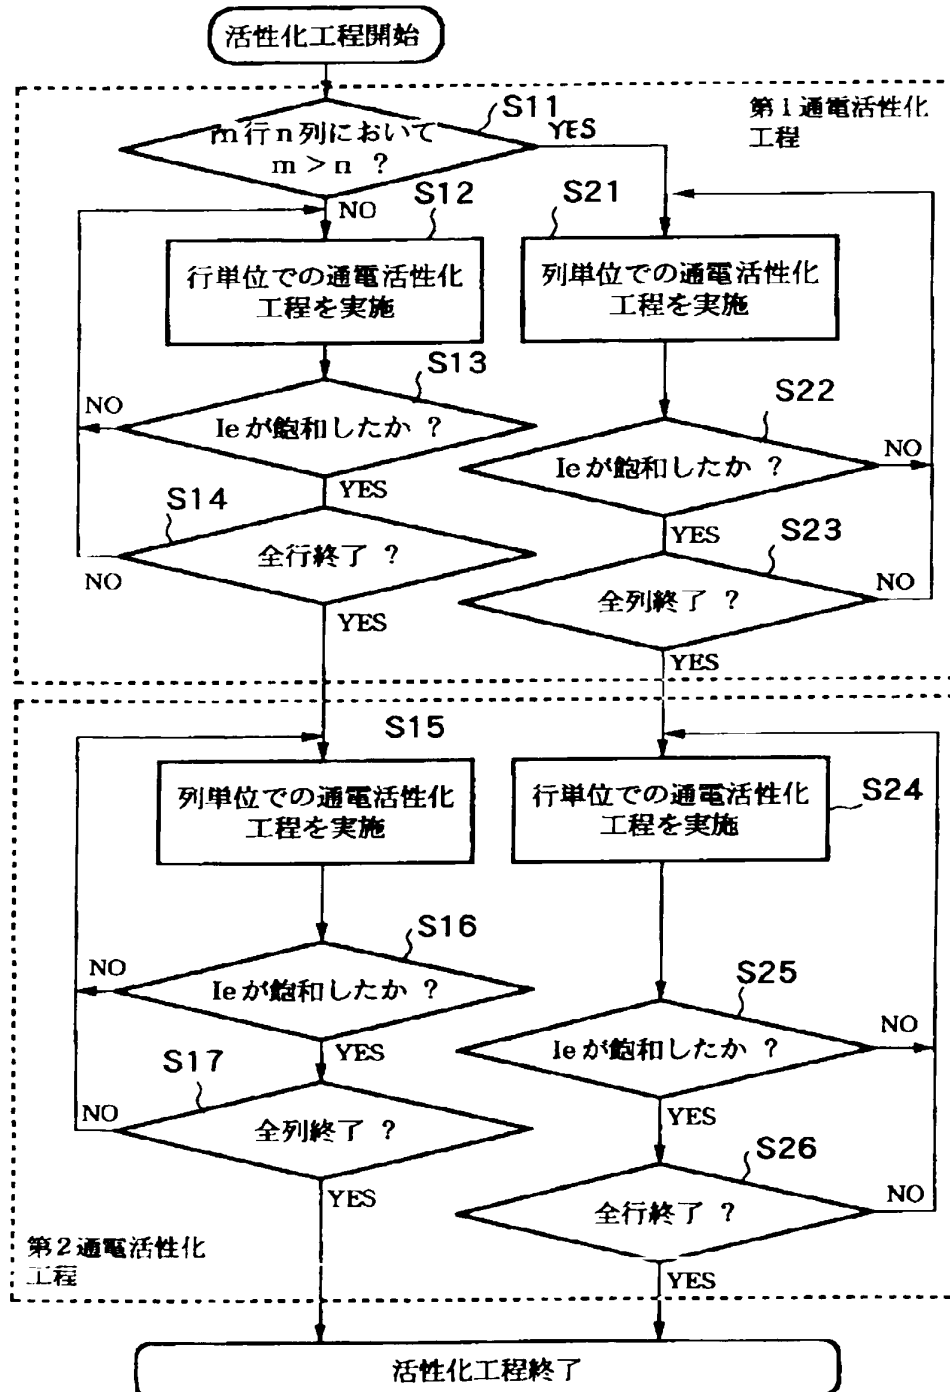 活性化工程開始
第1通電活性化
工程
S11
m行n列において
m>n ?
YES
NO
S12
行単位での通電活性化
工程を実施
S21
列単位での通電活性化
工程を実施
S13
Ieが飽和したか ?
NO
YES
S22
Ieが飽和したか ?
NO
YES
S14
全行終了 ?
NO
YES
S23
全列終了 ?
NO
YES
S15
列単位での通電活性化
工程を実施
行単位での通電活性化
工程を実施
S24
S16
Ieが飽和したか ?
NO
YES
S25
Ieが飽和したか ?
NO
YES
S17
全列終了 ?
NO
YES
S26
全行終了 ?
NO
YES
第2通電活性化
工程
活性化工程終了